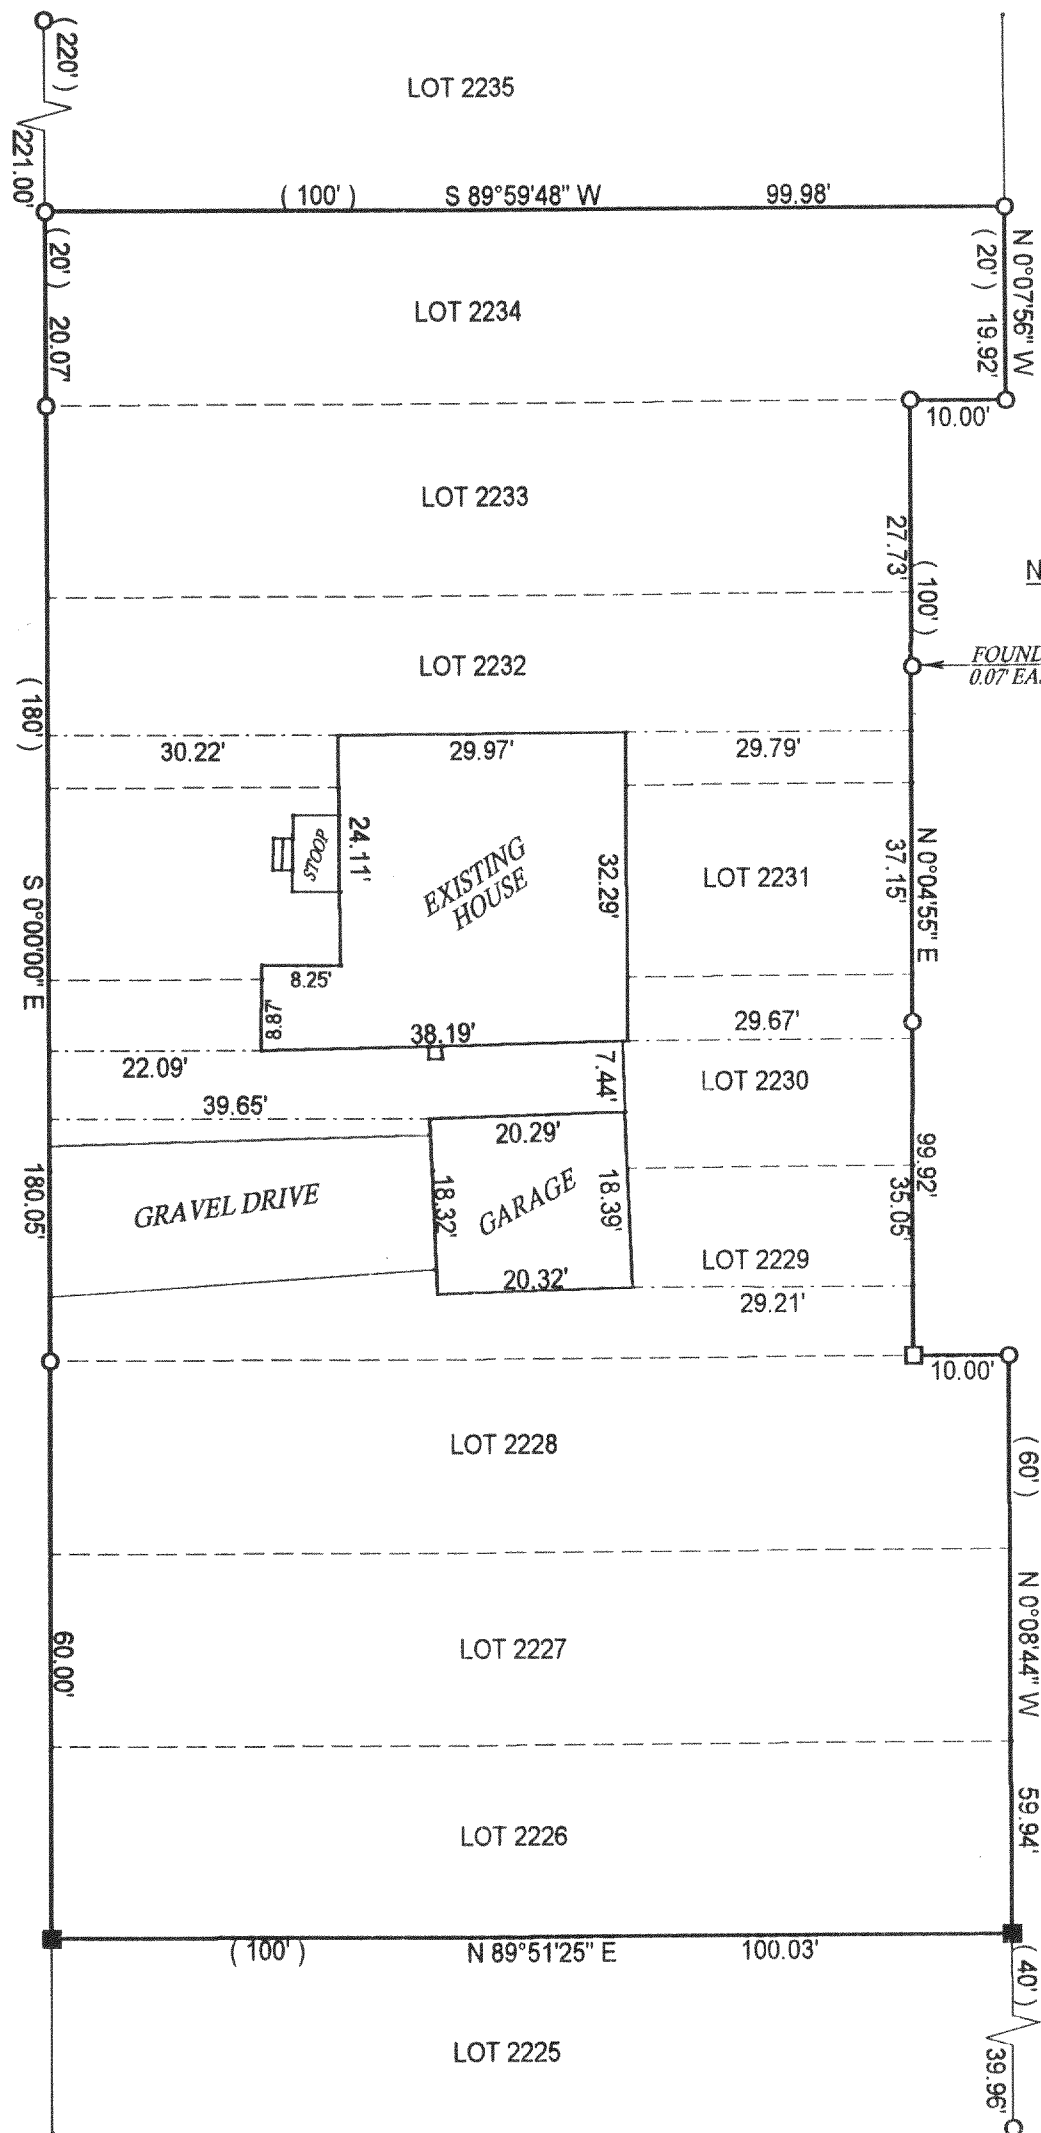 ( 220' )
221.00'
LOT 2235
( 100' ) S 89°59'48" W 99.98'
( 20' ) 20.07'
LOT 2234
N 0°07'56" W
( 20' ) 19.92'
10.00'
LOT 2233
27.73'
( 100' )
LOT 2232
FOUND
0.07' EA
( 180' )
S 0°00'00" E
180.05'
30.22'
29.97'
29.79'
STOOP
24.11'
EXISTING
HOUSE
32.29'
LOT 2231
37.15'
N 0°04'55" E
99.92'
8.25'
8.87'
38.19'
29.67'
22.09'
7.44'
LOT 2230
39.65'
20.29'
GRAVEL DRIVE
18.32'
GARAGE
18.39'
35.05'
LOT 2229
20.32'
29.21'
10.00'
LOT 2228
( 60' )
N 0°08'44" W
59.94'
60.00'
LOT 2227
LOT 2226
( 100' ) N 89°51'25" E 100.03'
( 40' )
39.96'
LOT 2225